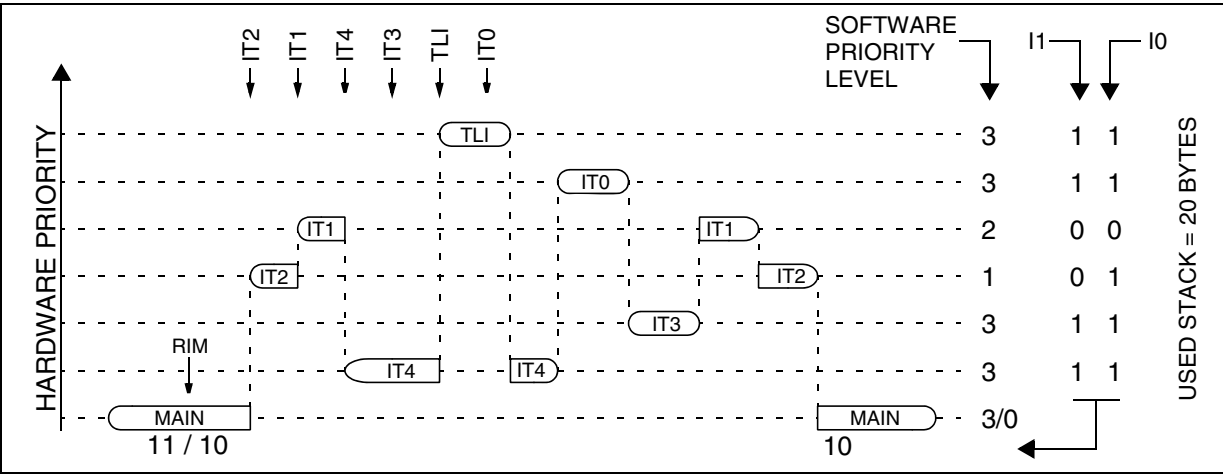 SOFTWARE
PRIORITY
LEVEL
I1
I0
IT2
IT1
IT4
IT3
TLI
IT0
HARDWARE PRIORITY
TLI
3
1 1
IT0
3
1 1
IT1
IT1
2
0 0
IT2
IT2
1
0 1
IT3
3
1 1
RIM
IT4
IT4
3
1 1
MAIN
MAIN
3/0
11 / 10
10
USED STACK = 20 BYTES